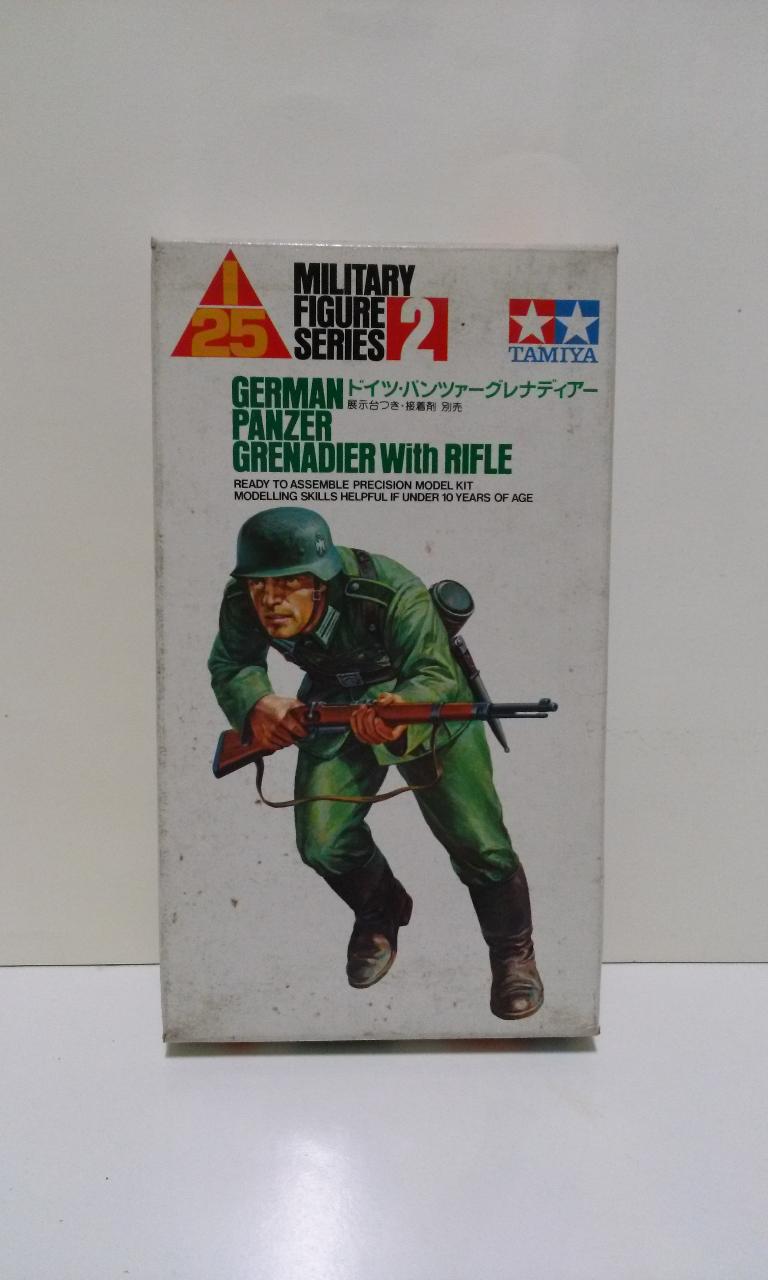 1
25
MILITARY
FIGURE
SERIES 2
TAMIYA
GERMAN
PANZER
GRENADIER With RIFLE
ドイツ・パンツァーグレナディアー
展示台つき・接着剤 別売
READY TO ASSEMBLE PRECISION MODEL KIT
MODELLING SKILLS HELPFUL IF UNDER 10 YEARS OF AGE